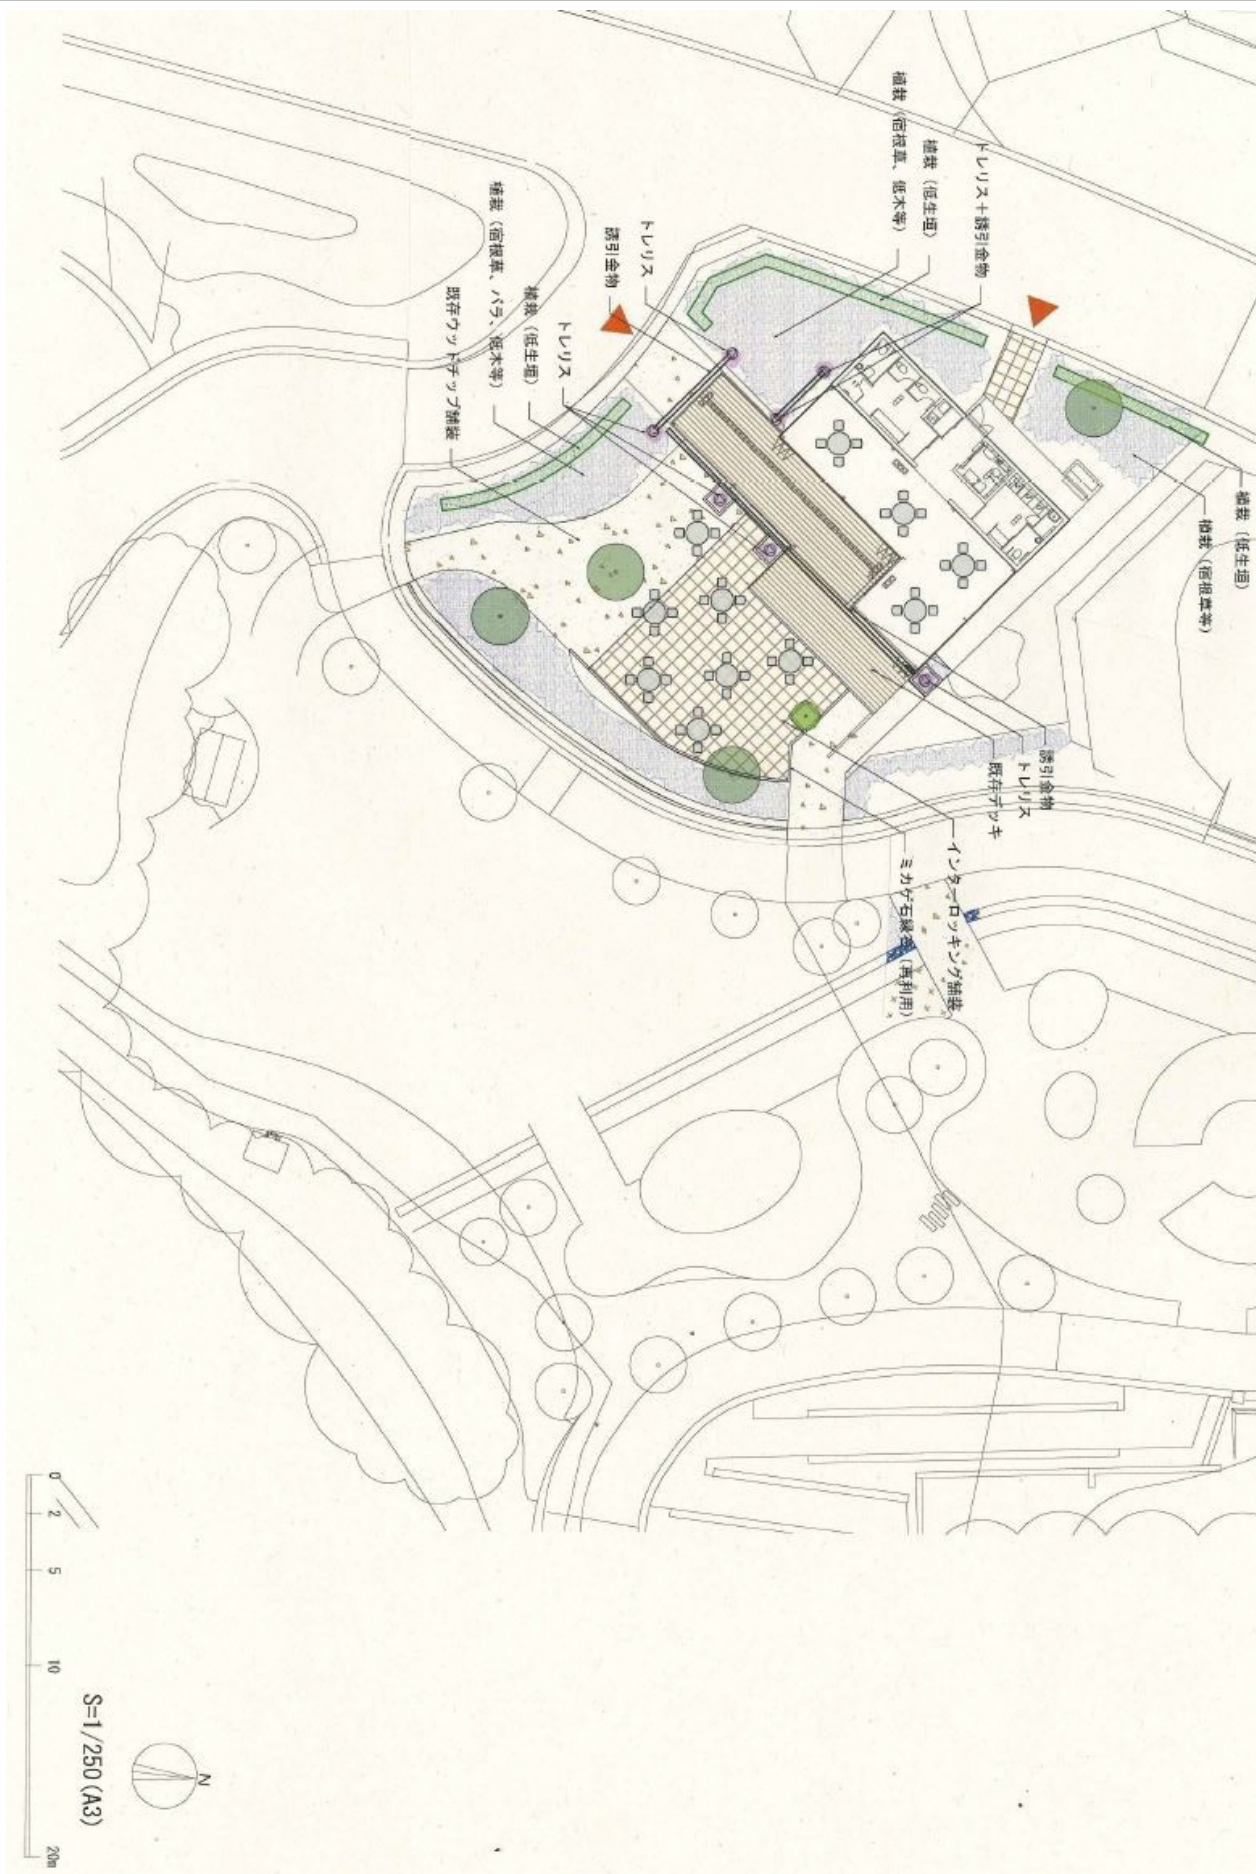 植栽（宿根草、低木等）
植栽（低生垣）
トレリス＋誘引金物
トレリス
誘引金物
トレリス
植栽（低生垣）
植栽（宿根草、バラ、低木等）
既存ウッドチップ舗装
植栽（低生垣）
植栽（宿根草等）
誘引金物
トレリス
既存デッキ
インターロッキング舗装
ミカゲ石縁石（再利用）
0
2
5
10
20m
S=1/250(A3)
N